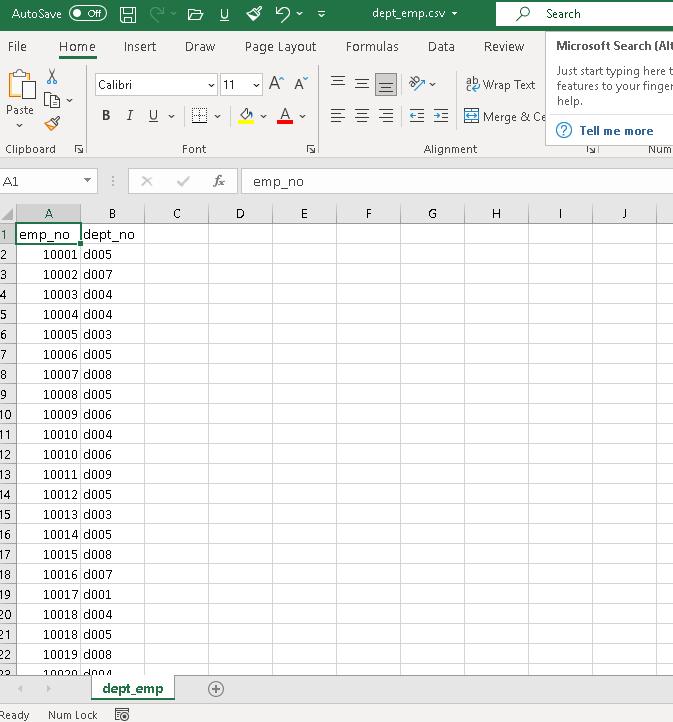 AutoSave Off dept_emp.csv Search
File Home Insert Draw Page Layout Formulas Data Review
Microsoft Search (Alt
Just start typing here t
features to your finger
help.
Tell me more
Paste
Calibri 11 A^ A˅
B I U A
ab Wrap Text
Merge & Ce
Clipboard Font Alignment Num
A1 fx emp_no
A B C D E F G H I J
1 emp_no dept_no
2 10001 d005
3 10002 d007
4 10003 d004
5 10004 d004
6 10005 d003
7 10006 d005
8 10007 d008
9 10008 d005
10 10009 d006
11 10010 d004
12 10010 d006
13 10011 d009
14 10012 d005
15 10013 d003
16 10014 d005
17 10015 d008
18 10016 d007
19 10017 d001
20 10018 d004
21 10018 d005
22 10019 d008
23 10020 d004
dept_emp
Ready Num Lock